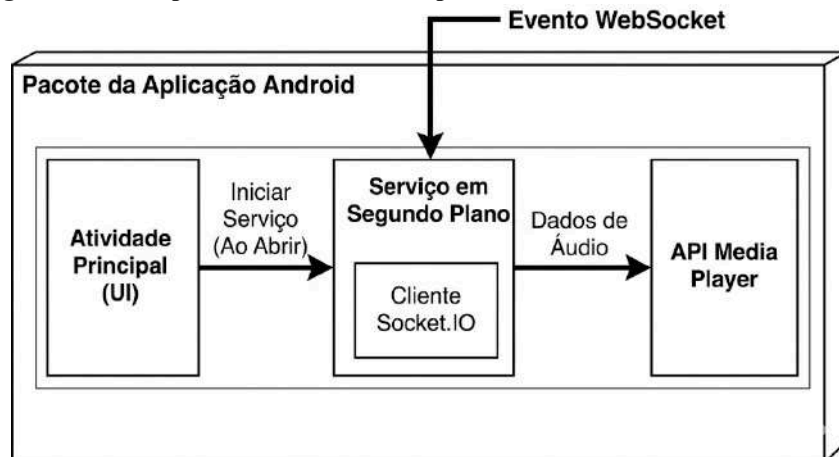 Evento WebSocket
Pacote da Aplicação Android
Atividade
Principal
(UI)
Iniciar
Serviço
(Ao Abrir)
Serviço em
Segundo Plano
Cliente
Socket.IO
Dados de
Áudio
API Media
Player